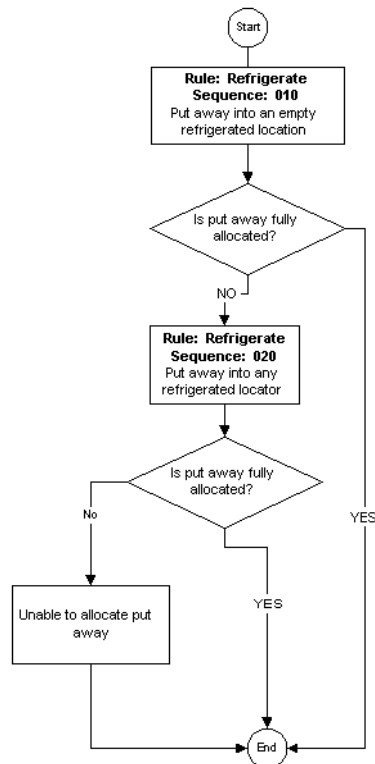 Start
Rule: Refrigerate
Sequence: 010
Put away into an empty
refrigerated location
Is put away fully
allocated?
NO
Rule: Refrigerate
Sequence: 020
Put away into any
refrigerated locator
Is put away fully
allocated?
No
YES
YES
Unable to allocate put
away
End